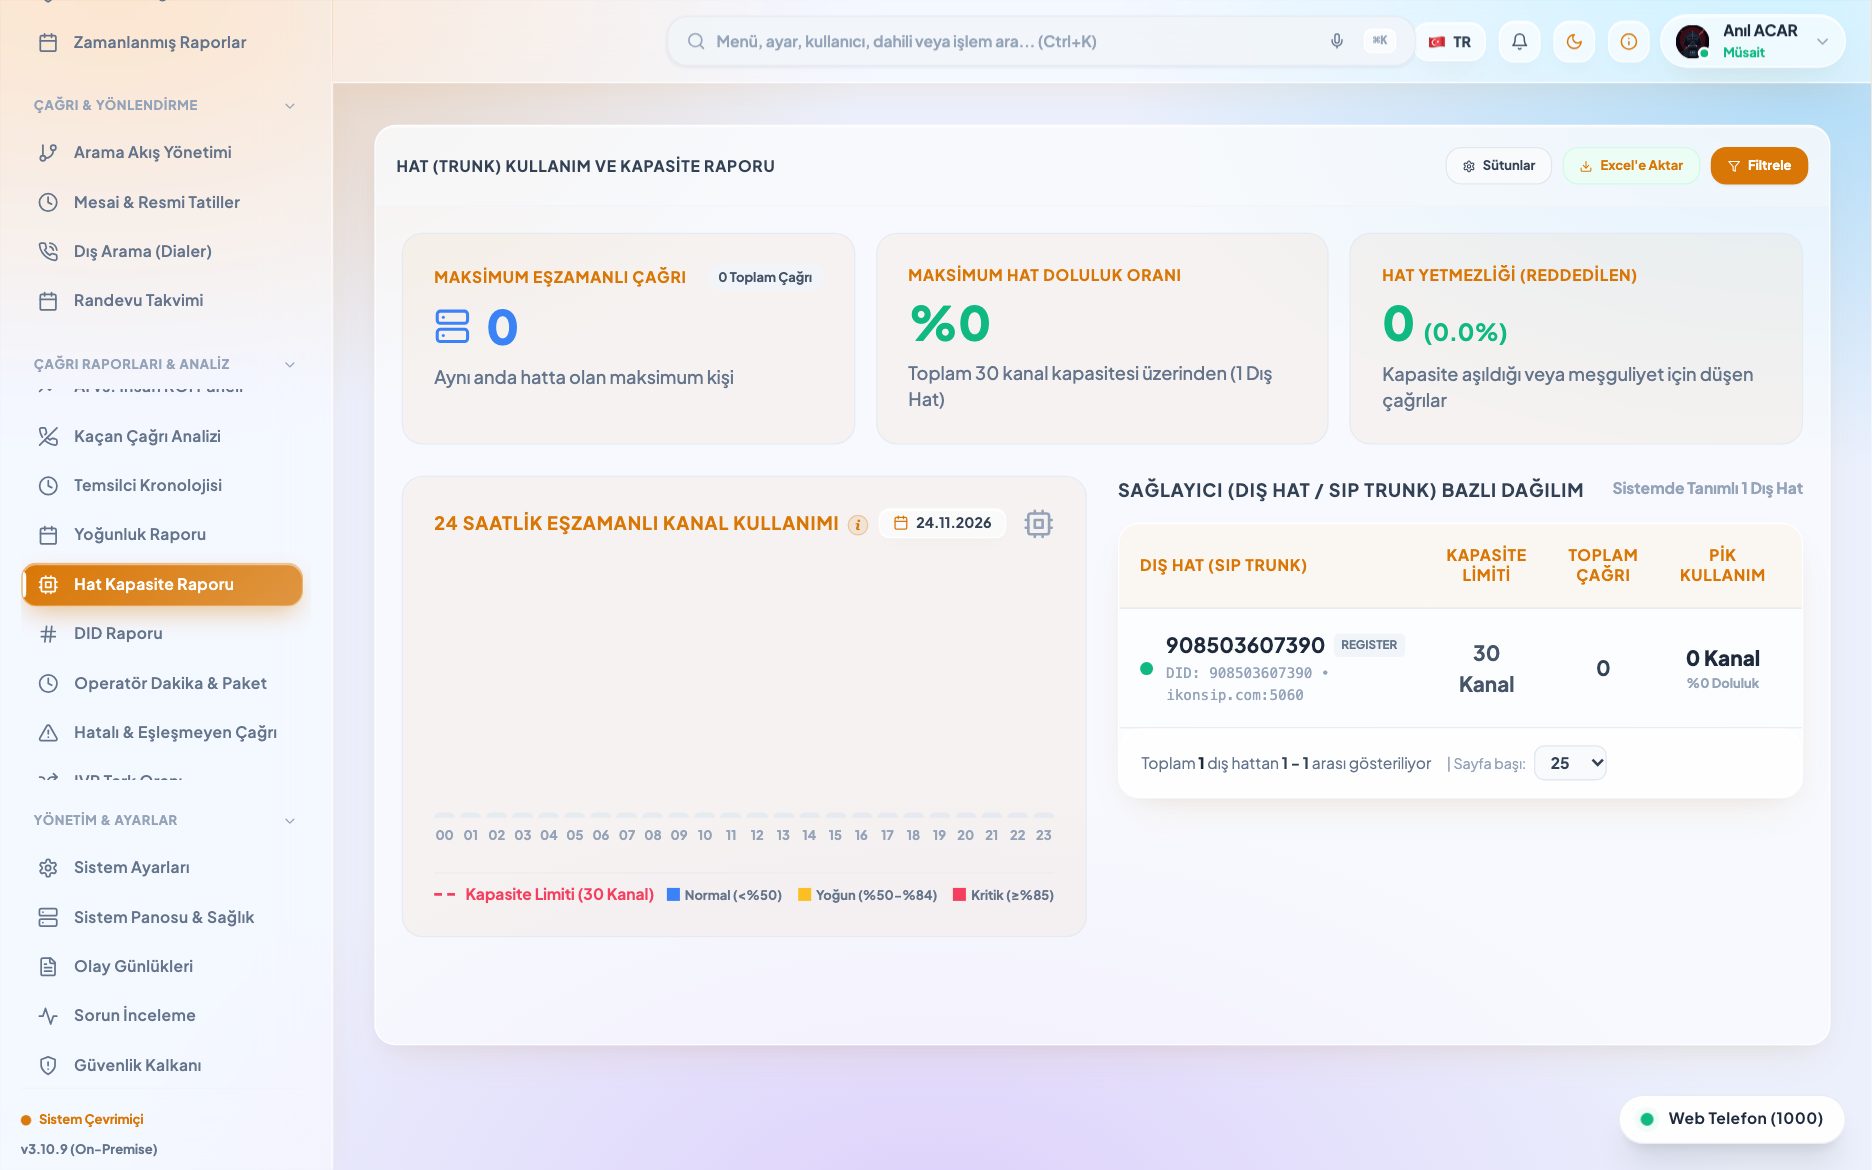 Zamanlanmış Raporlar
ÇAĞRI & YÖNLENDİRME
Arama Akış Yönetimi
Mesai & Resmi Tatiller
Dış Arama (Dialer)
Randevu Takvimi
ÇAĞRI RAPORLARI & ANALİZ
Kaçan Çağrı Analizi
Temsilci Kronolojisi
Yoğunluk Raporu
Hat Kapasite Raporu
DID Raporu
Operatör Dakika & Paket
Hatalı & Eşleşmeyen Çağrı
YÖNETİM & AYARLAR
Sistem Ayarları
Sistem Panosu & Sağlık
Olay Günlükleri
Sorun İnceleme
Güvenlik Kalkanı
Sistem Çevrimiçi
v3.10.9 (On-Premise)
Menü, ayar, kullanıcı, dahili veya işlem ara... (Ctrl+K)
⌘K
TR
Anıl ACAR
Müsait
HAT (TRUNK) KULLANIM VE KAPASİTE RAPORU
Sütunlar
Excel'e Aktar
Filtrele
MAKSİMUM EŞZAMANLI ÇAĞRI
0 Toplam Çağrı
0
Aynı anda hatta olan maksimum kişi
MAKSİMUM HAT DOLULUK ORANI
%0
Toplam 30 kanal kapasitesi üzerinden (1 Dış
Hat)
HAT YETMEZLİĞİ (REDDEDİLEN)
0 (0.0%)
Kapasite aşıldığı veya meşguliyet için düşen
çağrılar
24 SAATLİK EŞZAMANLI KANAL KULLANIMI
i
24.11.2026
00 01 02 03 04 05 06 07 08 09 10 11 12 13 14 15 16 17 18 19 20 21 22 23
Kapasite Limiti (30 Kanal)
Normal (<%50)
Yoğun (%50-%84)
Kritik (≥%85)
SAĞLAYICI (DIŞ HAT / SIP TRUNK) BAZLI DAĞILIM
Sistemde Tanımlı 1 Dış Hat
DIŞ HAT (SIP TRUNK)
KAPASİTE
LİMİTİ
TOPLAM
ÇAĞRI
PİK
KULLANIM
908503607390 REGISTER
DID: 908503607390 •
ikonsip.com:5060
30
Kanal
0
0 Kanal
%0 Doluluk
Toplam 1 dış hattan 1 - 1 arası gösteriliyor
| Sayfa başı:
25
Web Telefon (1000)